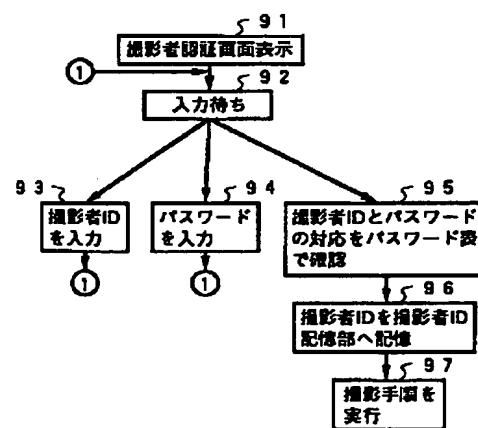 91
撮影者認証画面表示
①
92
入力待ち
93
撮影者ID
を入力
①
94
パスワード
を入力
①
95
撮影者IDとパスワード
の対応をパスワード表
で確認
96
撮影者IDを撮影者ID
記憶部へ記憶
97
撮影手順を
実行